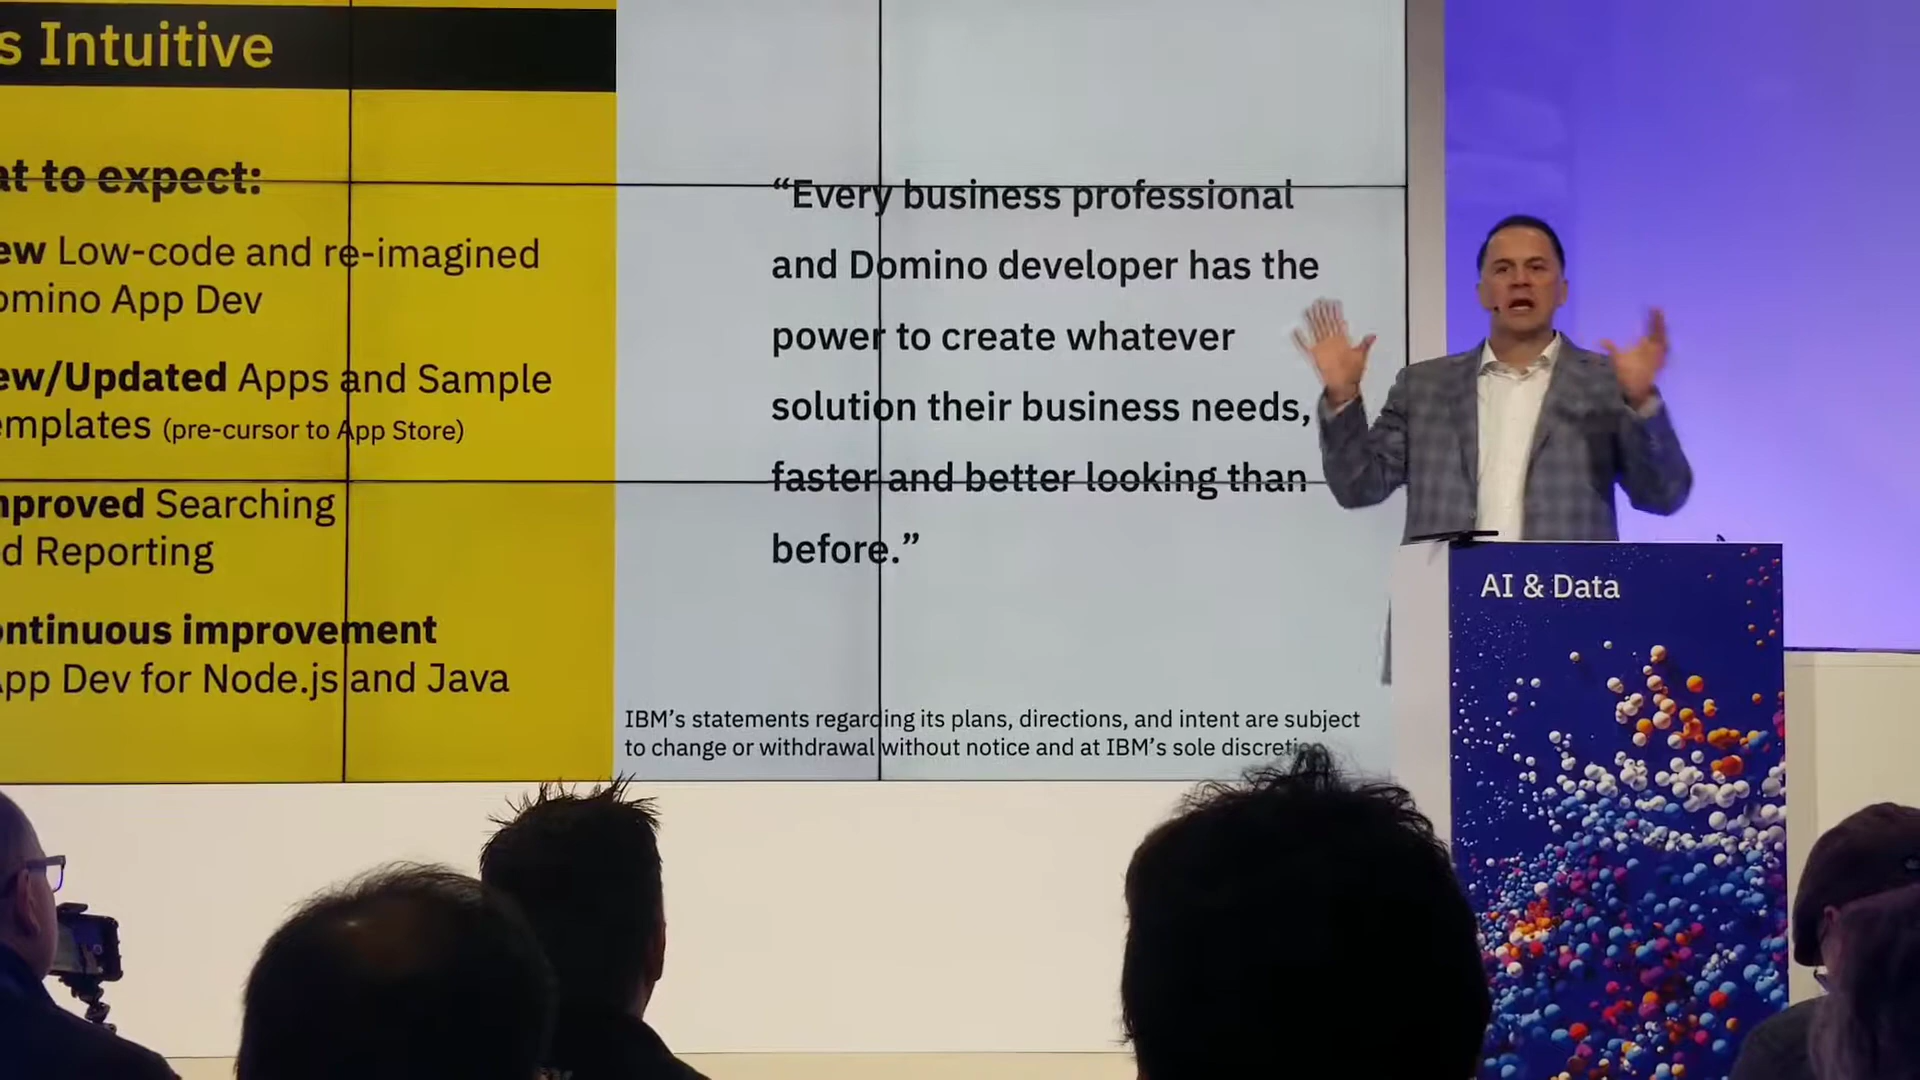 s Intuitive
at to expect:
ew Low-code and re-imagined
omino App Dev
ew/Updated Apps and Sample
emplates (pre-cursor to App Store)
mproved Searching
d Reporting
ontinuous improvement
App Dev for Node.js and Java
“Every business professional
and Domino developer has the
power to create whatever
solution their business needs,
faster and better looking than
before.”
IBM’s statements regarding its plans, directions, and intent are subject
to change or withdrawal without notice and at IBM’s sole discretion
AI & Data